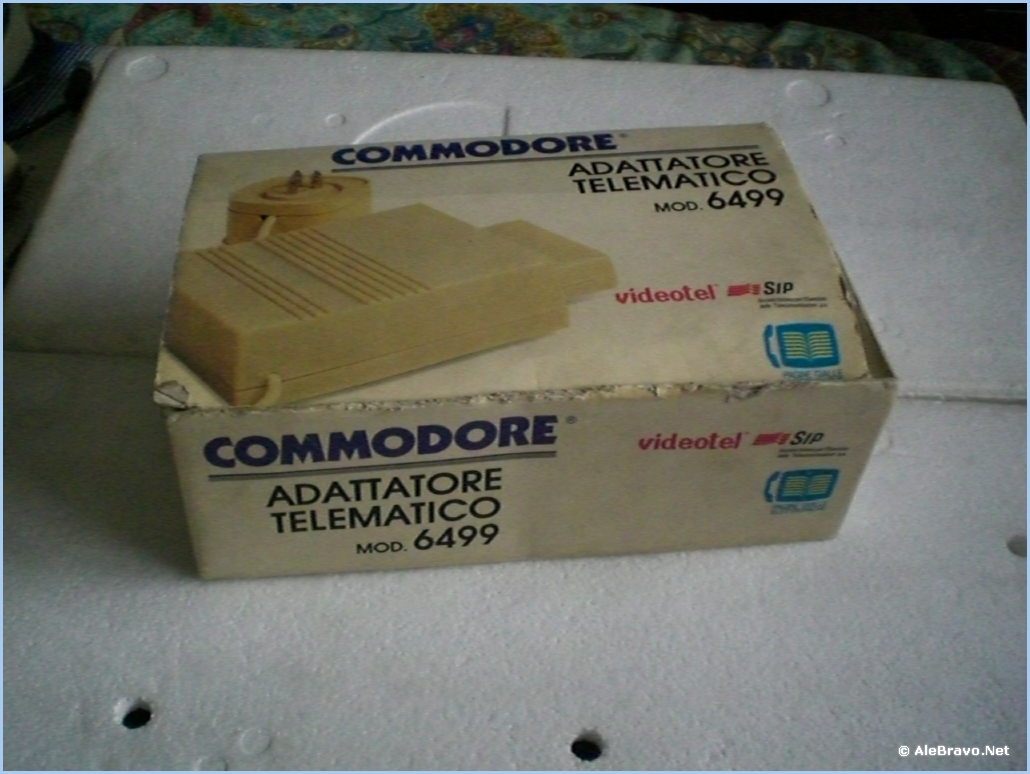 COMMODORE®
ADATTATORE
TELEMATICO
MOD. 6499
videotel SIP
COMMODORE®
ADATTATORE
TELEMATICO
MOD. 6499
videotel SIP
© AleBravo.Net